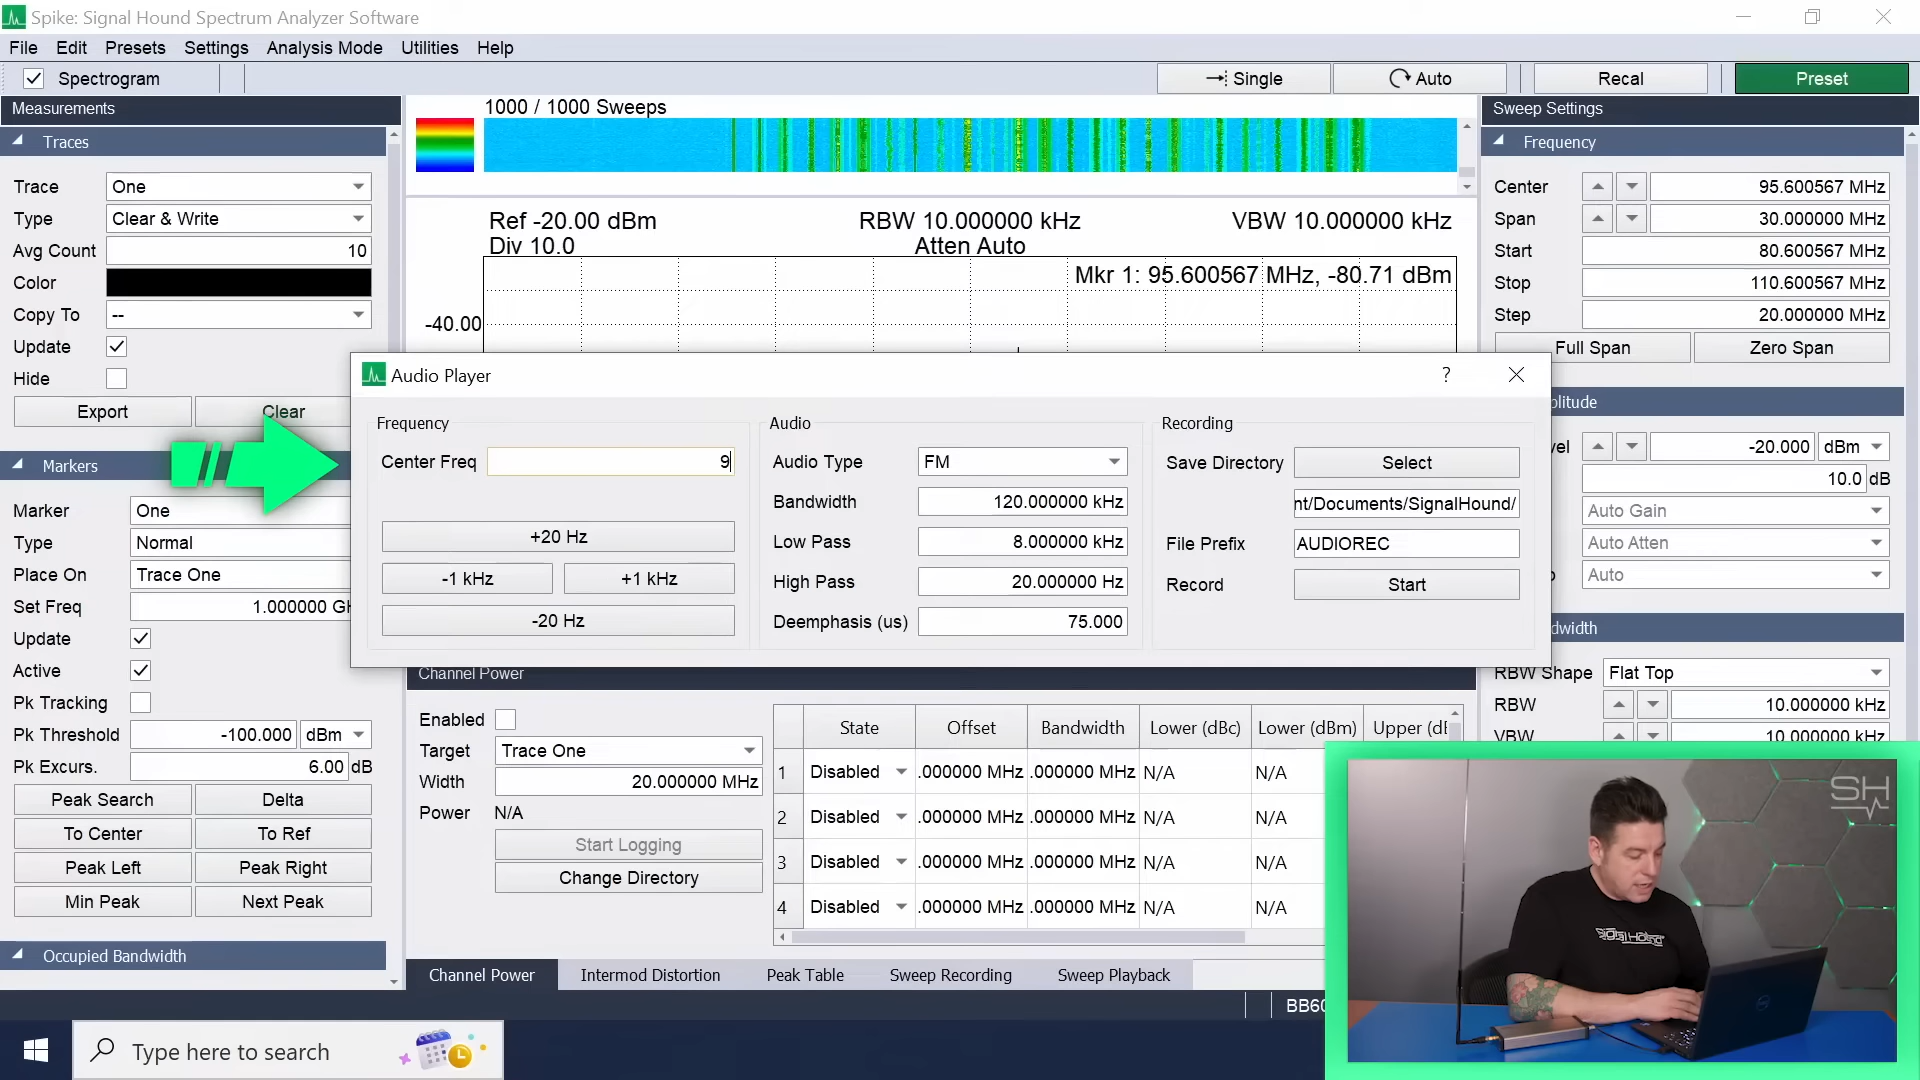 Spike: Signal Hound Spectrum Analyzer Software
File Edit Presets Settings Analysis Mode Utilities Help
Spectrogram
Single
Auto
Recal
Preset
Measurements
Traces
Trace One
Type Clear & Write
Avg Count 10
Color
Copy To --
Update
Hide
Export Clear
Markers
Marker One
Type Normal
Place On Trace One
Set Freq 1.000000 GH
Update
Active
Pk Tracking
Pk Threshold -100.000 dBm
Pk Excurs. 6.00 dB
Peak Search Delta
To Center To Ref
Peak Left Peak Right
Min Peak Next Peak
Occupied Bandwidth
1000 / 1000 Sweeps
Ref -20.00 dBm RBW 10.000000 kHz VBW 10.000000 kHz
Div 10.0 Atten Auto
Mkr 1: 95.600567 MHz, -80.71 dBm
-40.00
Audio Player ?
Frequency
Center Freq 9
+20 Hz
-1 kHz +1 kHz
-20 Hz
Audio
Audio Type FM
Bandwidth 120.000000 kHz
Low Pass 8.000000 kHz
High Pass 20.000000 Hz
Deemphasis (us) 75.000
Recording
Save Directory Select
nt/Documents/SignalHound/
File Prefix AUDIOREC
Record Start
Channel Power
Enabled
Target Trace One
Width 20.000000 MHz
Power N/A
Start Logging
Change Directory
State Offset Bandwidth Lower (dBc) Lower (dBm) Upper (dB
1 Disabled .000000 MHz .000000 MHz N/A N/A
2 Disabled .000000 MHz .000000 MHz N/A N/A
3 Disabled .000000 MHz .000000 MHz N/A N/A
4 Disabled .000000 MHz .000000 MHz N/A N/A
Channel Power Intermod Distortion Peak Table Sweep Recording Sweep Playback
Sweep Settings
Frequency
Center 95.600567 MHz
Span 30.000000 MHz
Start 80.600567 MHz
Stop 110.600567 MHz
Step 20.000000 MHz
Full Span Zero Span
plitude
vel -20.000 dBm
10.0 dB
Auto Gain
Auto Atten
Auto
dwidth
RBW Shape Flat Top
RBW 10.000000 kHz
VBW 10.000000 kHz
BB60
SH
Signal Hound
Type here to search